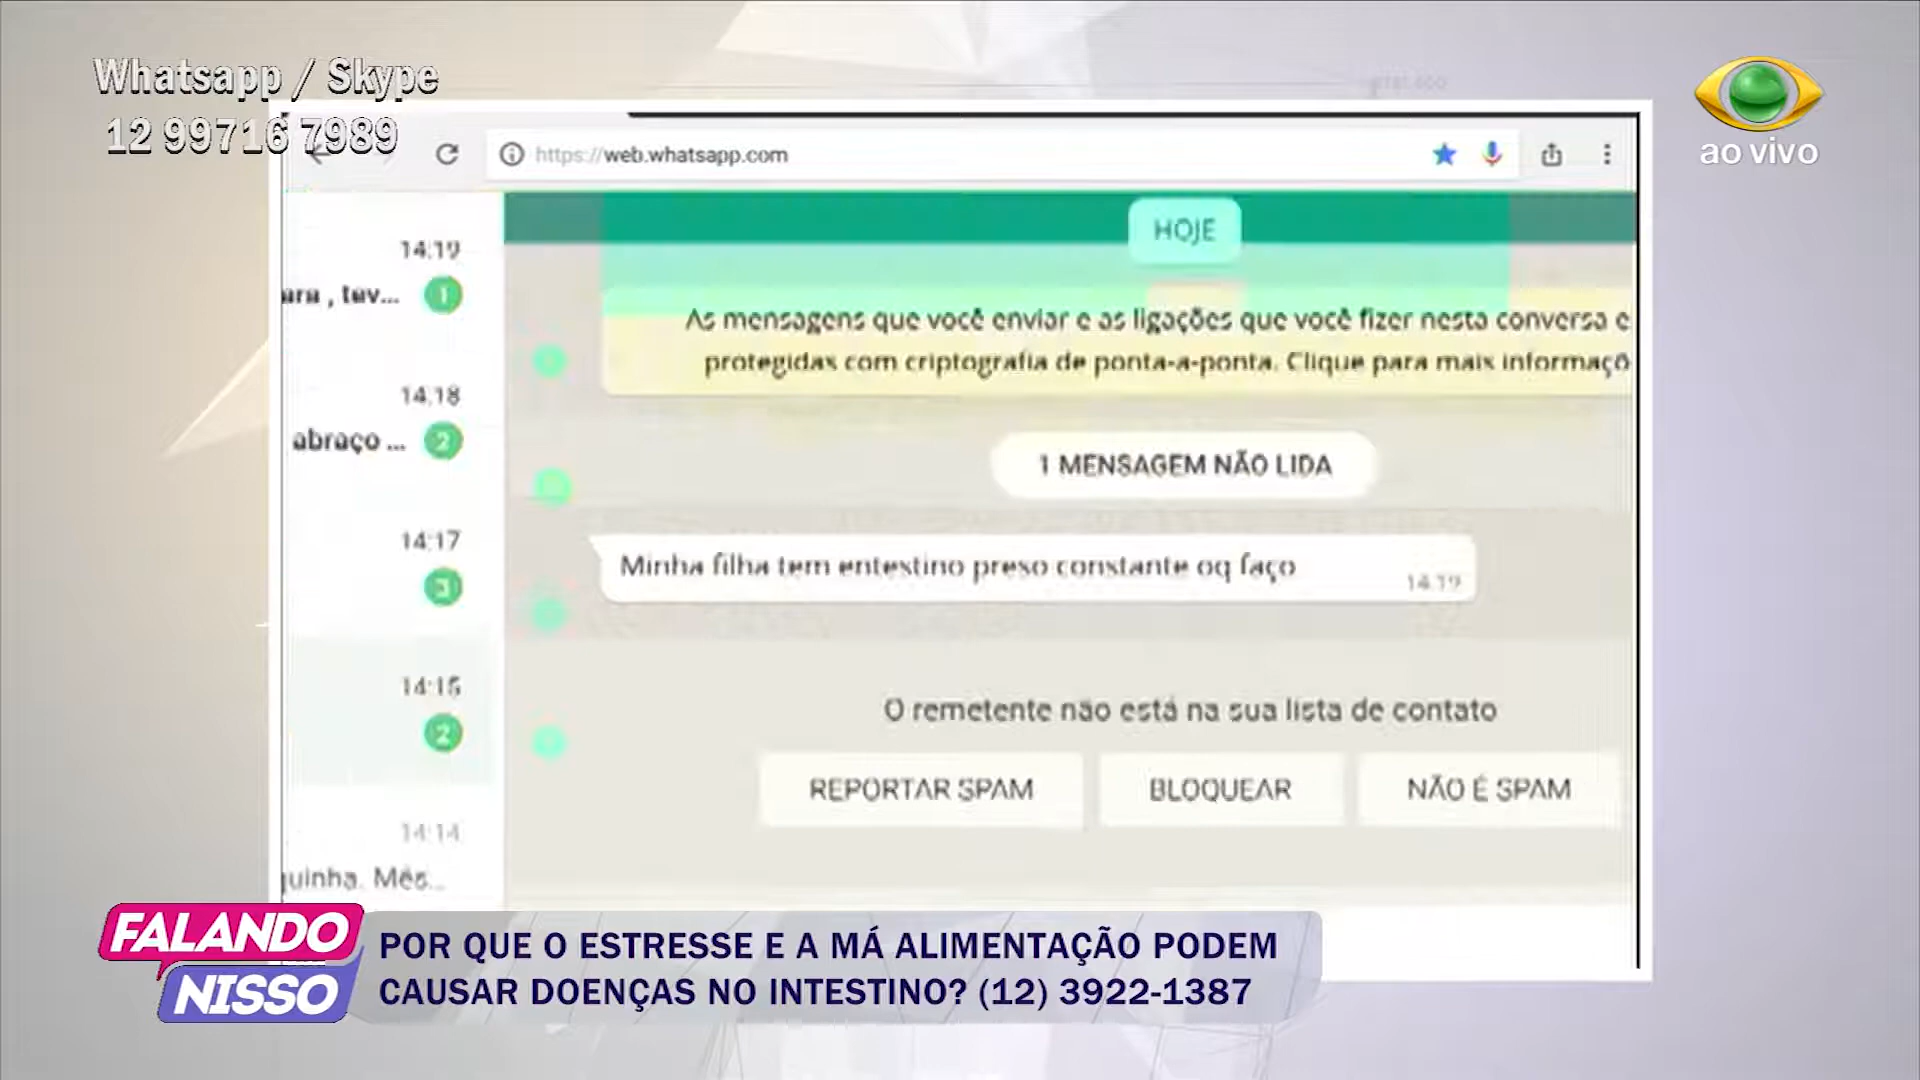 Whatsapp / Skype
12 99716 7989
ao vivo
https://web.whatsapp.com
14:19
ara , tev... 1
14:18
abraço ... 2
14:17
3
14:15
2
14:14
quinha. Mês...
HOJE
As mensagens que você enviar e as ligações que você fizer nesta conversa e
protegidas com criptografia de ponta-a-ponta. Clique para mais informaçõ
1 MENSAGEM NÃO LIDA
Minha filha tem entestino preso constante oq faço
14:19
O remetente não está na sua lista de contato
REPORTAR SPAM BLOQUEAR NÃO É SPAM
FALANDO
NISSO
POR QUE O ESTRESSE E A MÁ ALIMENTAÇÃO PODEM
CAUSAR DOENÇAS NO INTESTINO? (12) 3922-1387